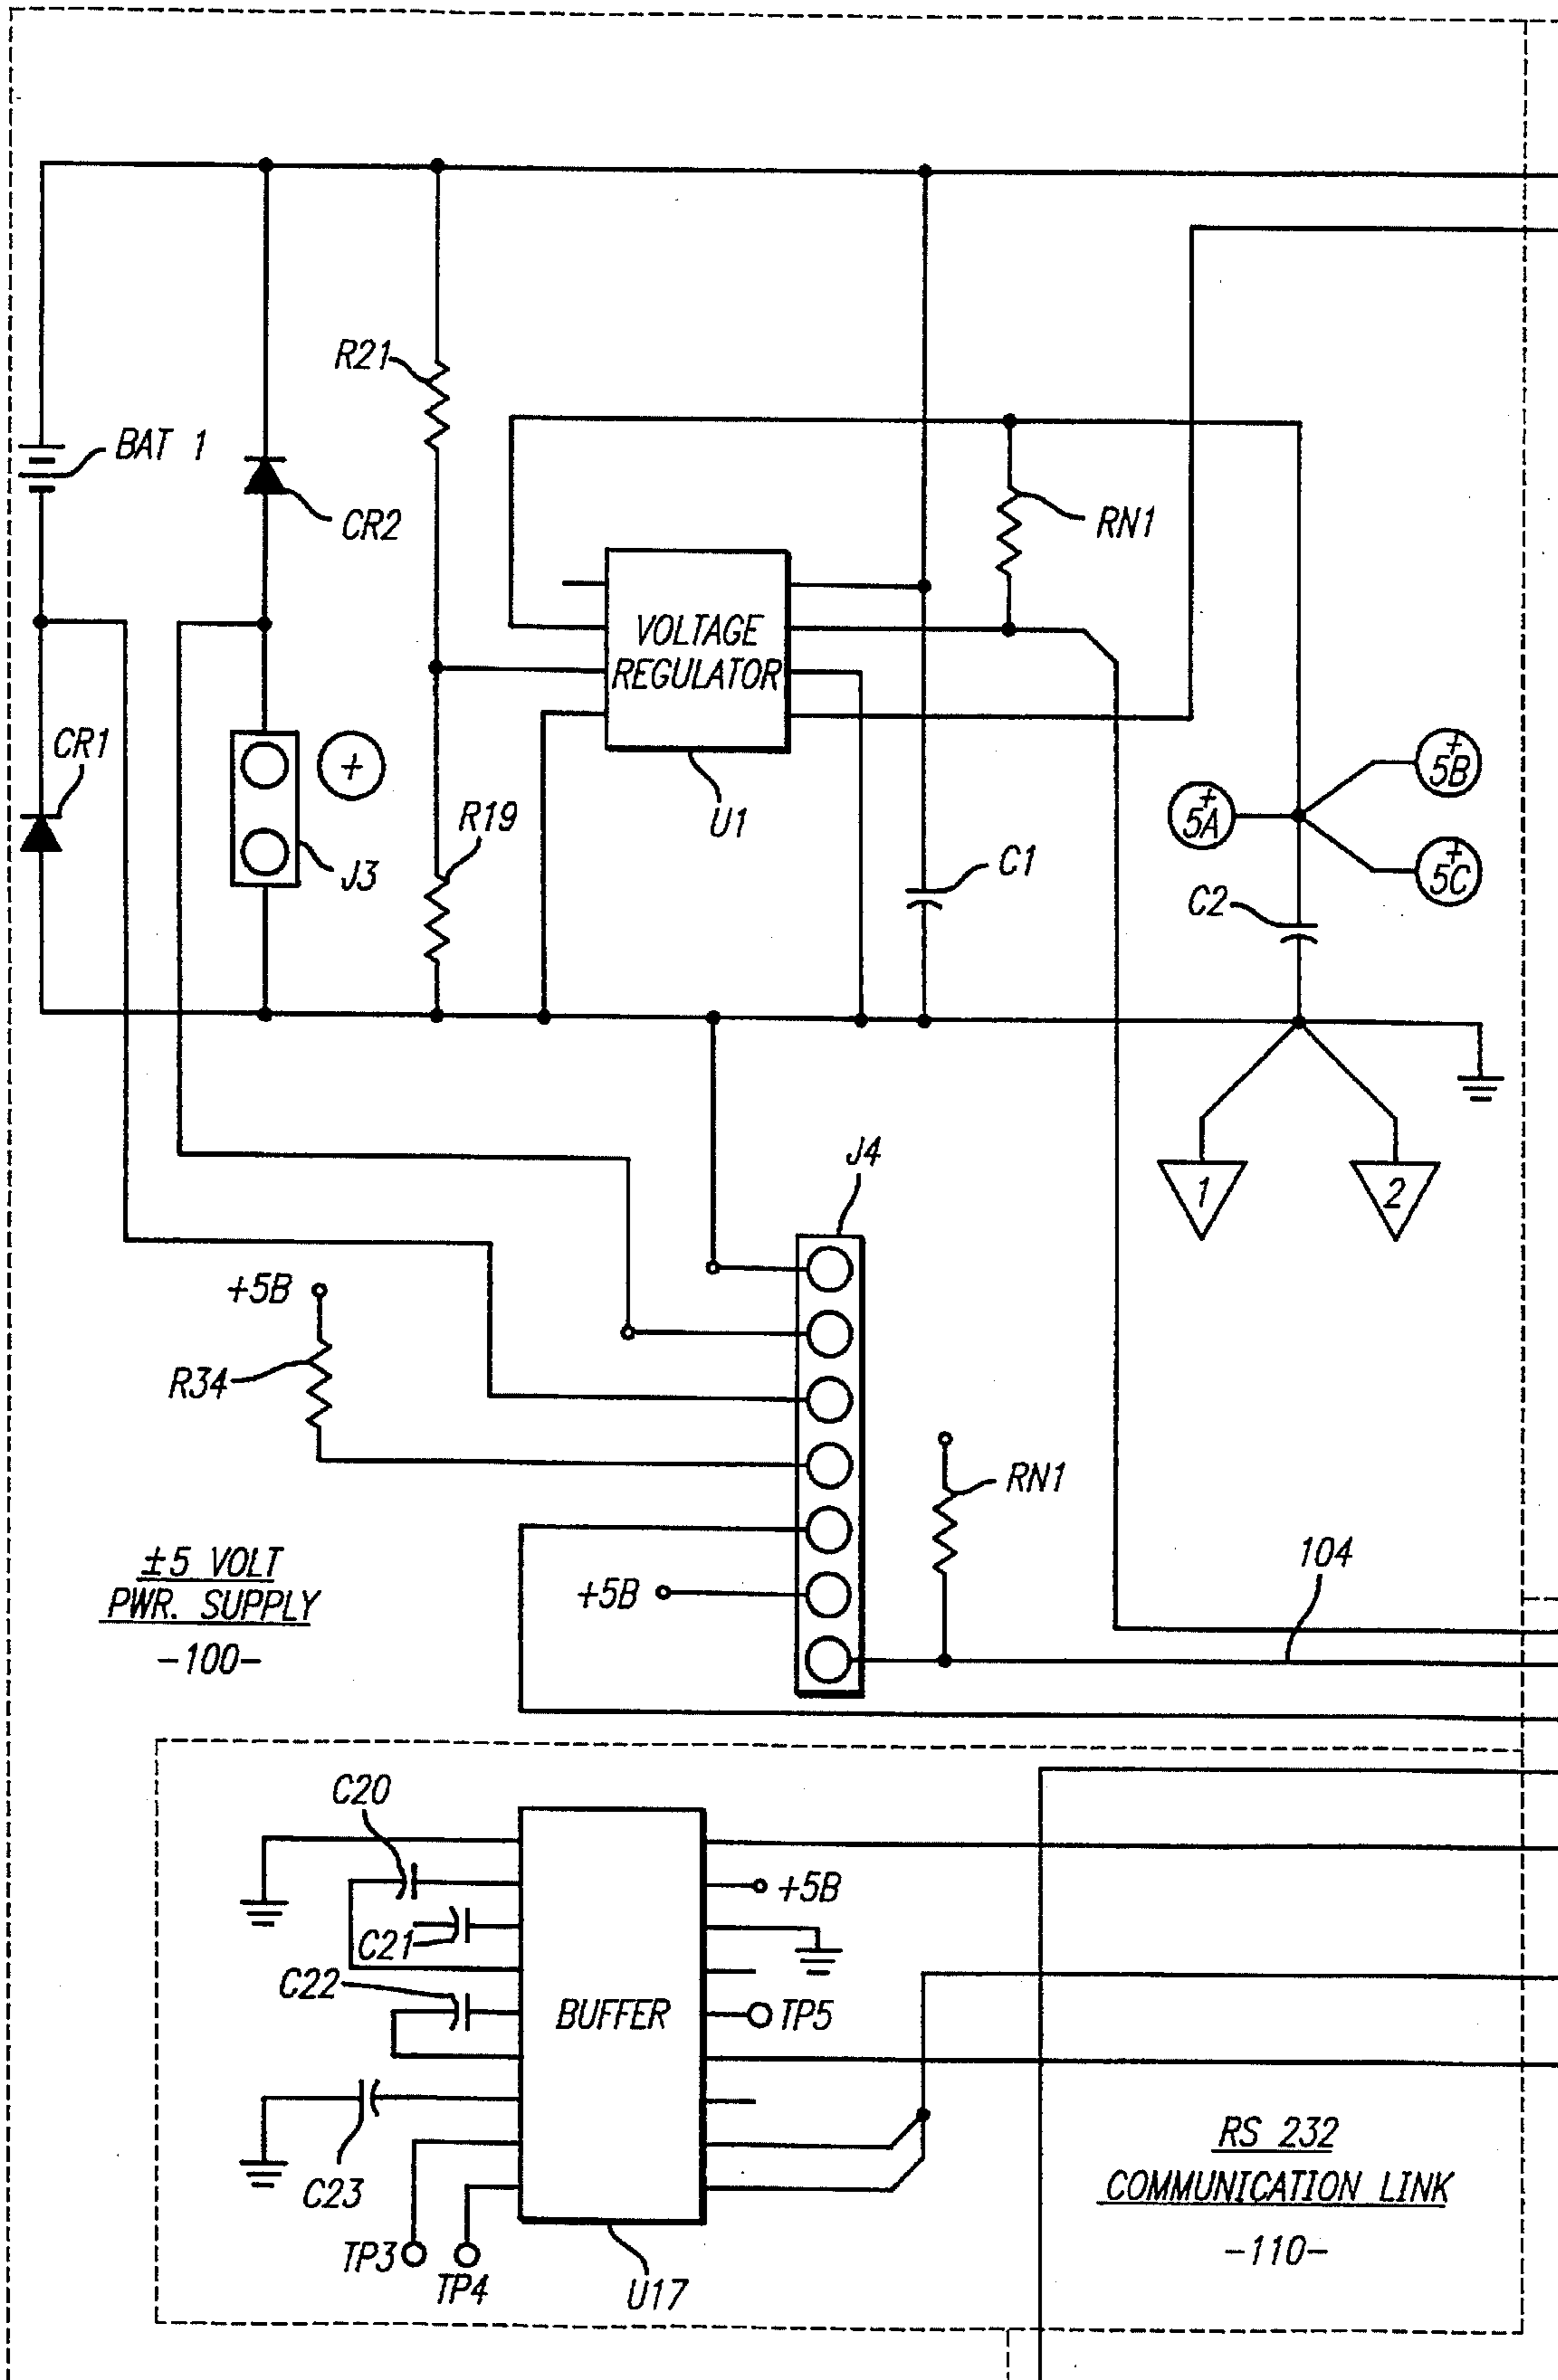 R21
BAT 1
CR2
RN1
VOLTAGE
REGULATOR
CR1
+
+
5B
R19
U1
+
5A
J3
C1
+
5C
C2
J4
1
2
+5B
R34
RN1
±5 VOLT
PWR. SUPPLY
-100-
+5B
104
C20
+5B
C21
C22
BUFFER
TP5
RS 232
COMMUNICATION LINK
-110-
C23
TP3
TP4
U17